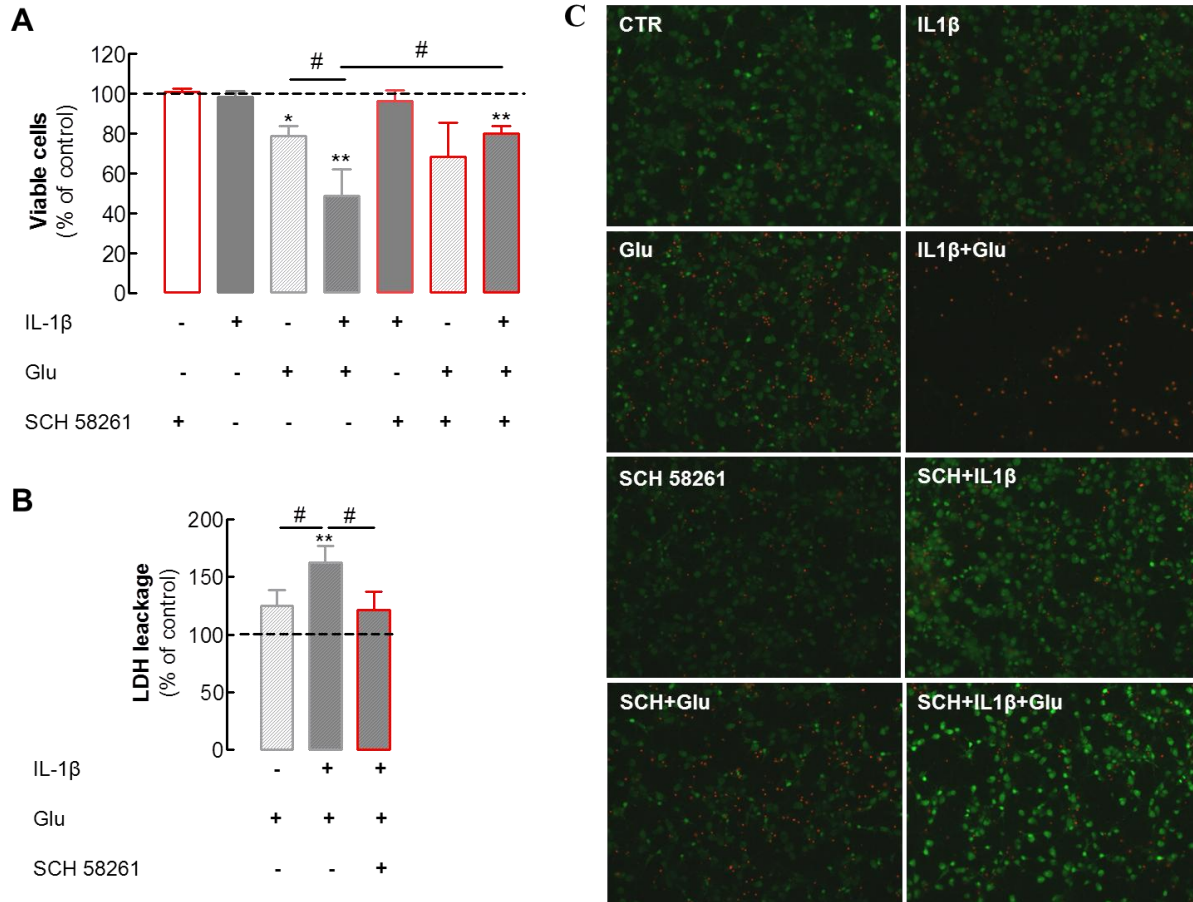 A
Viable cells
(% of control)
120
100
80
60
40
20
0
#
#
*
**
**
IL-1β - + - + + - +
Glu - - + + - + +
SCH 58261 + - - - + + +
B
LDH leackage
(% of control)
200
150
100
50
0
#
#
**
IL-1β - + +
Glu + + +
SCH 58261 - - +
C
CTR
IL1β
Glu
IL1β+Glu
SCH 58261
SCH+IL1β
SCH+Glu
SCH+IL1β+Glu